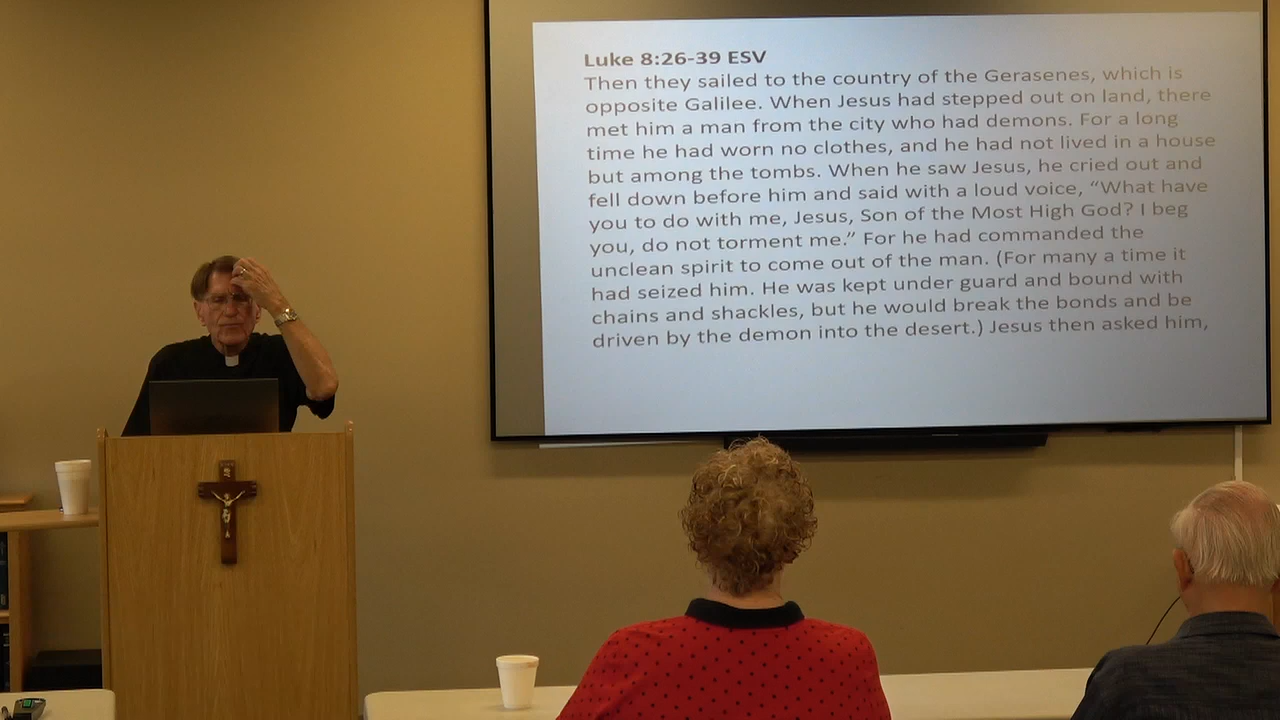 Luke 8:26-39 ESV
Then they sailed to the country of the Gerasenes, which is
opposite Galilee. When Jesus had stepped out on land, there
met him a man from the city who had demons. For a long
time he had worn no clothes, and he had not lived in a house
but among the tombs. When he saw Jesus, he cried out and
fell down before him and said with a loud voice, “What have
you to do with me, Jesus, Son of the Most High God? I beg
you, do not torment me.” For he had commanded the
unclean spirit to come out of the man. (For many a time it
had seized him. He was kept under guard and bound with
chains and shackles, but he would break the bonds and be
driven by the demon into the desert.) Jesus then asked him,